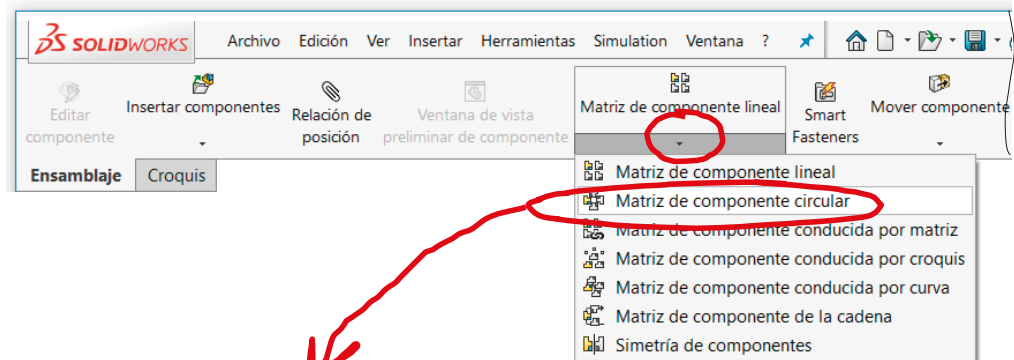 SOLIDWORKS Archivo Edición Ver Insertar Herramientas Simulation Ventana ?
Editar componente
Insertar componentes
Relación de posición
Ventana de vista preliminar de componente
Matriz de componente lineal
Smart Fasteners
Mover componente
Ensamblaje Croquis
Matriz de componente lineal
Matriz de componente circular
Matriz de componente conducida por matriz
Matriz de componente conducida por croquis
Matriz de componente conducida por curva
Matriz de componente de la cadena
Simetría de componentes